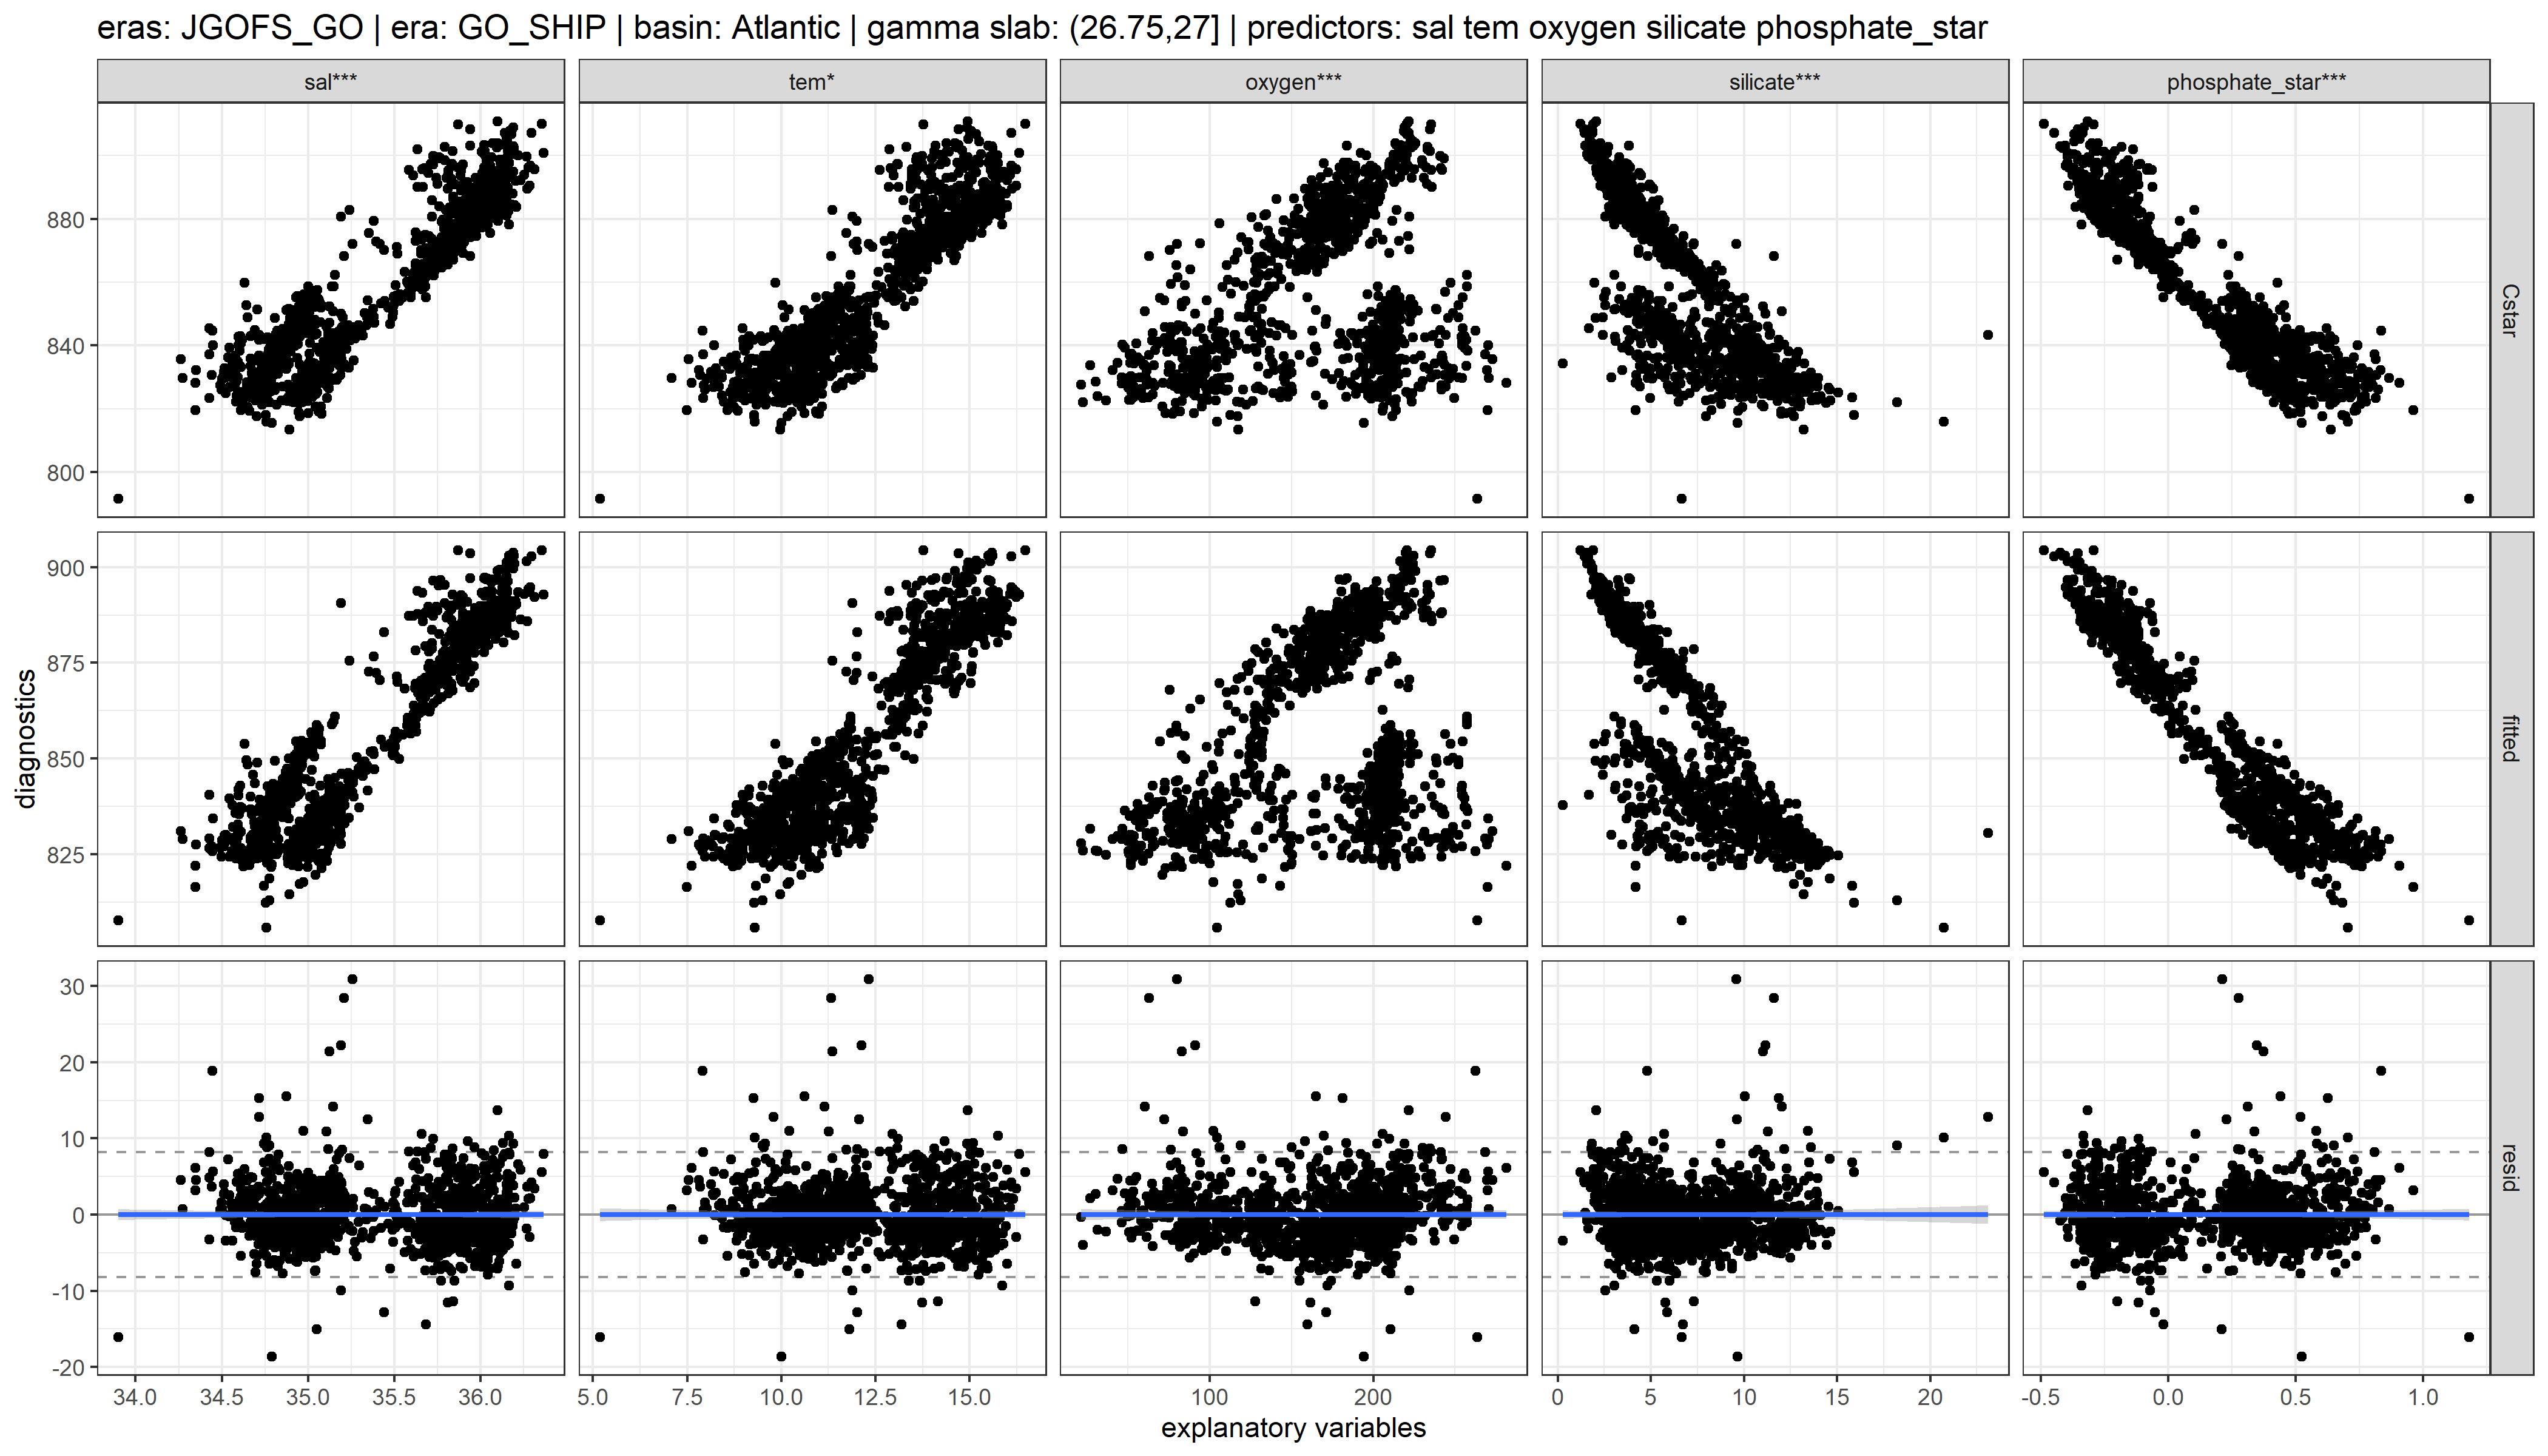 eras: JGOFS_GO | era: GO_SHIP | basin: Atlantic | gamma slab: (26.75,27] | predictors: sal tem oxygen silicate phosphate_star
sal*** tem* oxygen*** silicate*** phosphate_star***
880
840
800
Cstar
900
875
850
825
fitted
diagnostics
30
20
10
0
-10
-20
resid
34.0 34.5 35.0 35.5 36.0 5.0 7.5 10.0 12.5 15.0 100 200 0 5 10 15 20 -0.5 0.0 0.5 1.0
explanatory variables